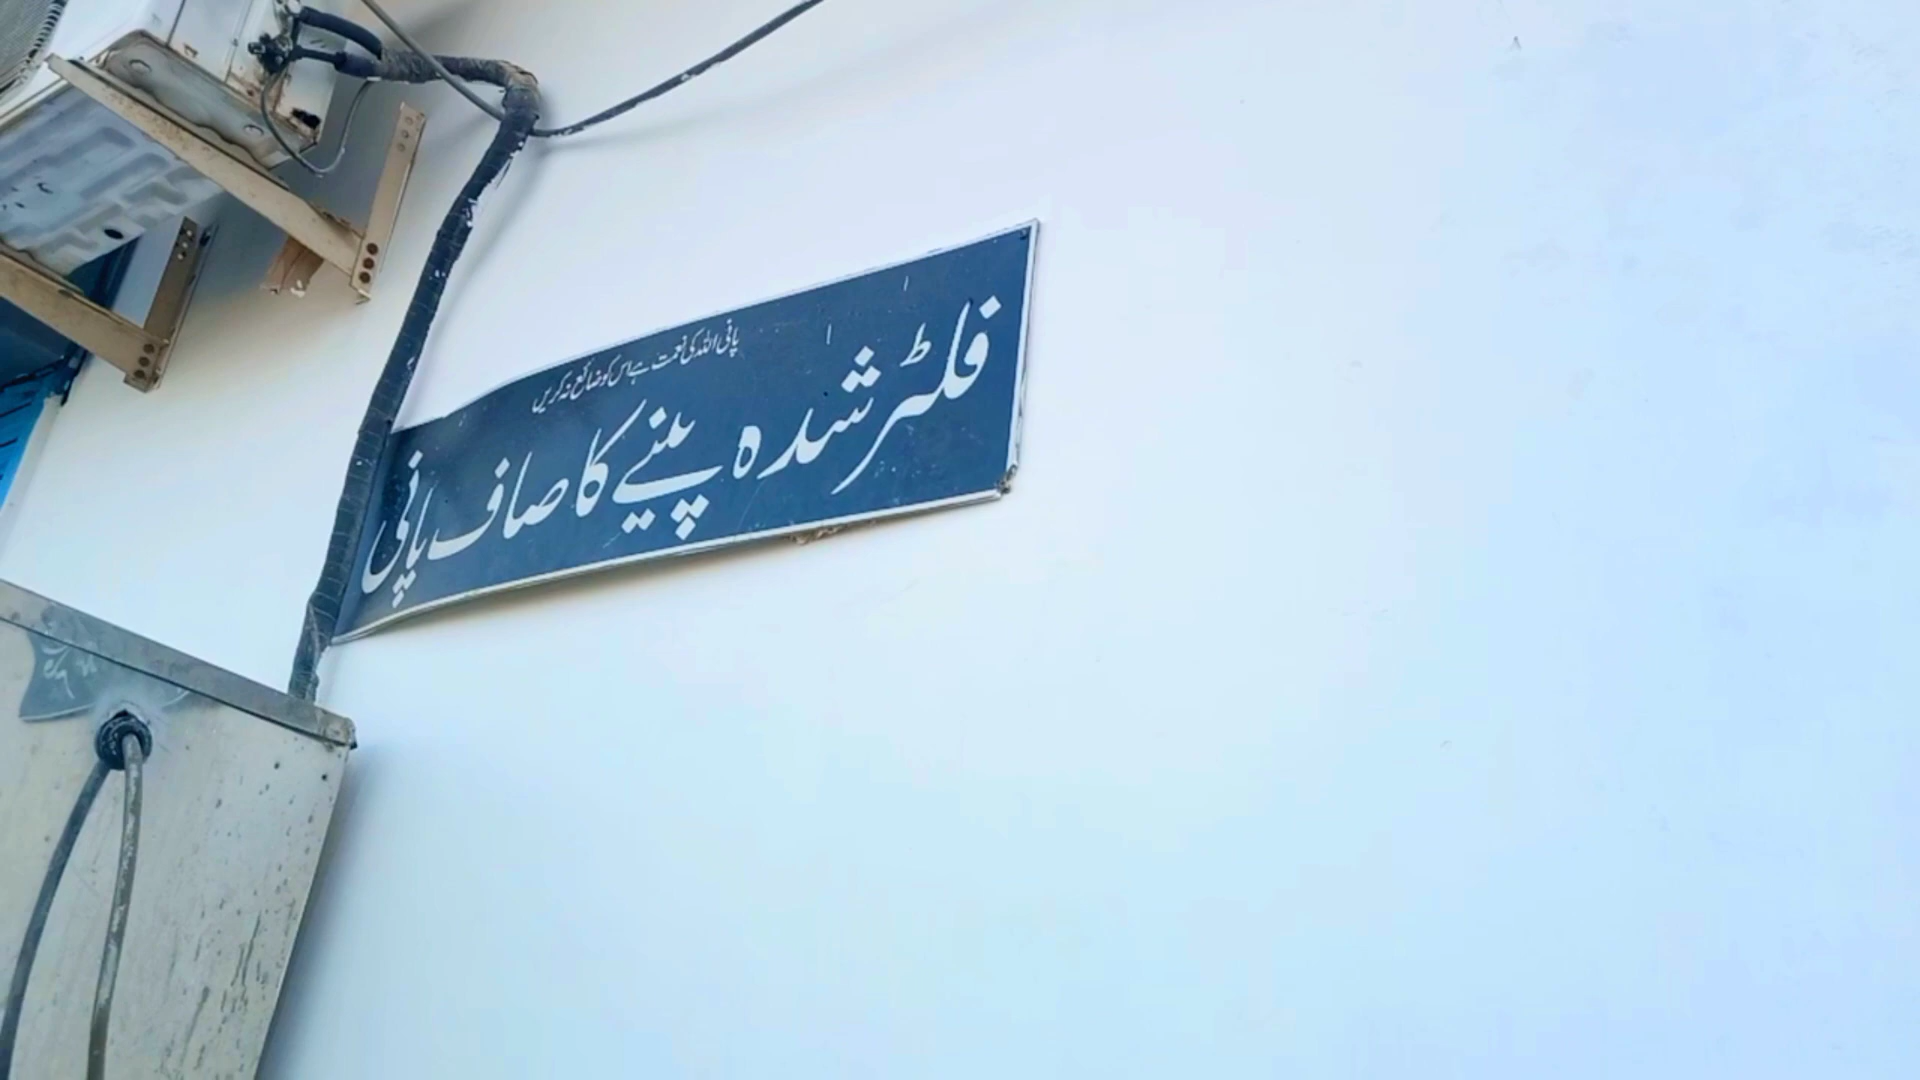 پانی اللہ کی نعمت ہے اس کو ضائع نہ کریں
فلٹر شدہ پینے کا صاف پانی